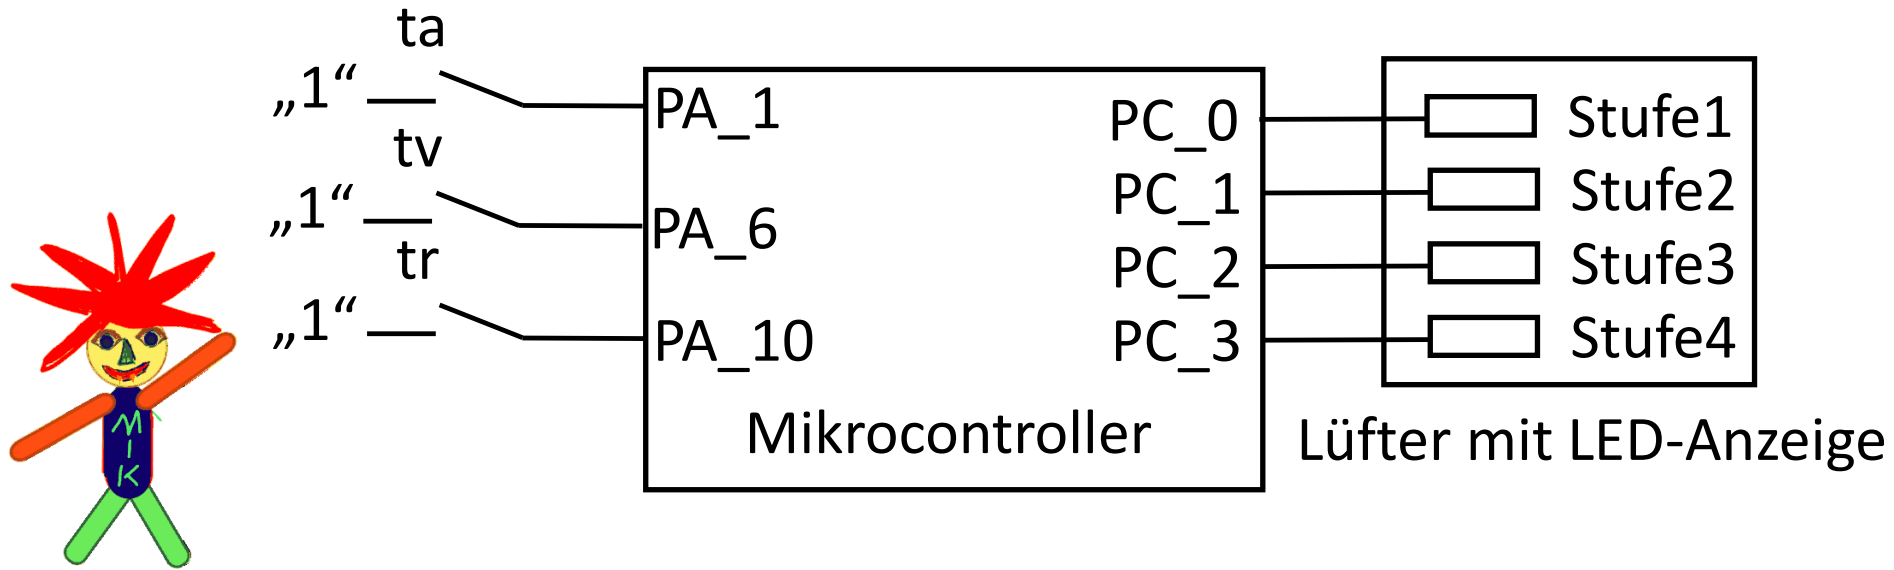 ta
„1“
PA_1
tv
„1“
PA_6
tr
„1“
PA_10
PC_0
PC_1
PC_2
PC_3
Mikrocontroller
Stufe1
Stufe2
Stufe3
Stufe4
Lüfter mit LED-Anzeige
M
I
K